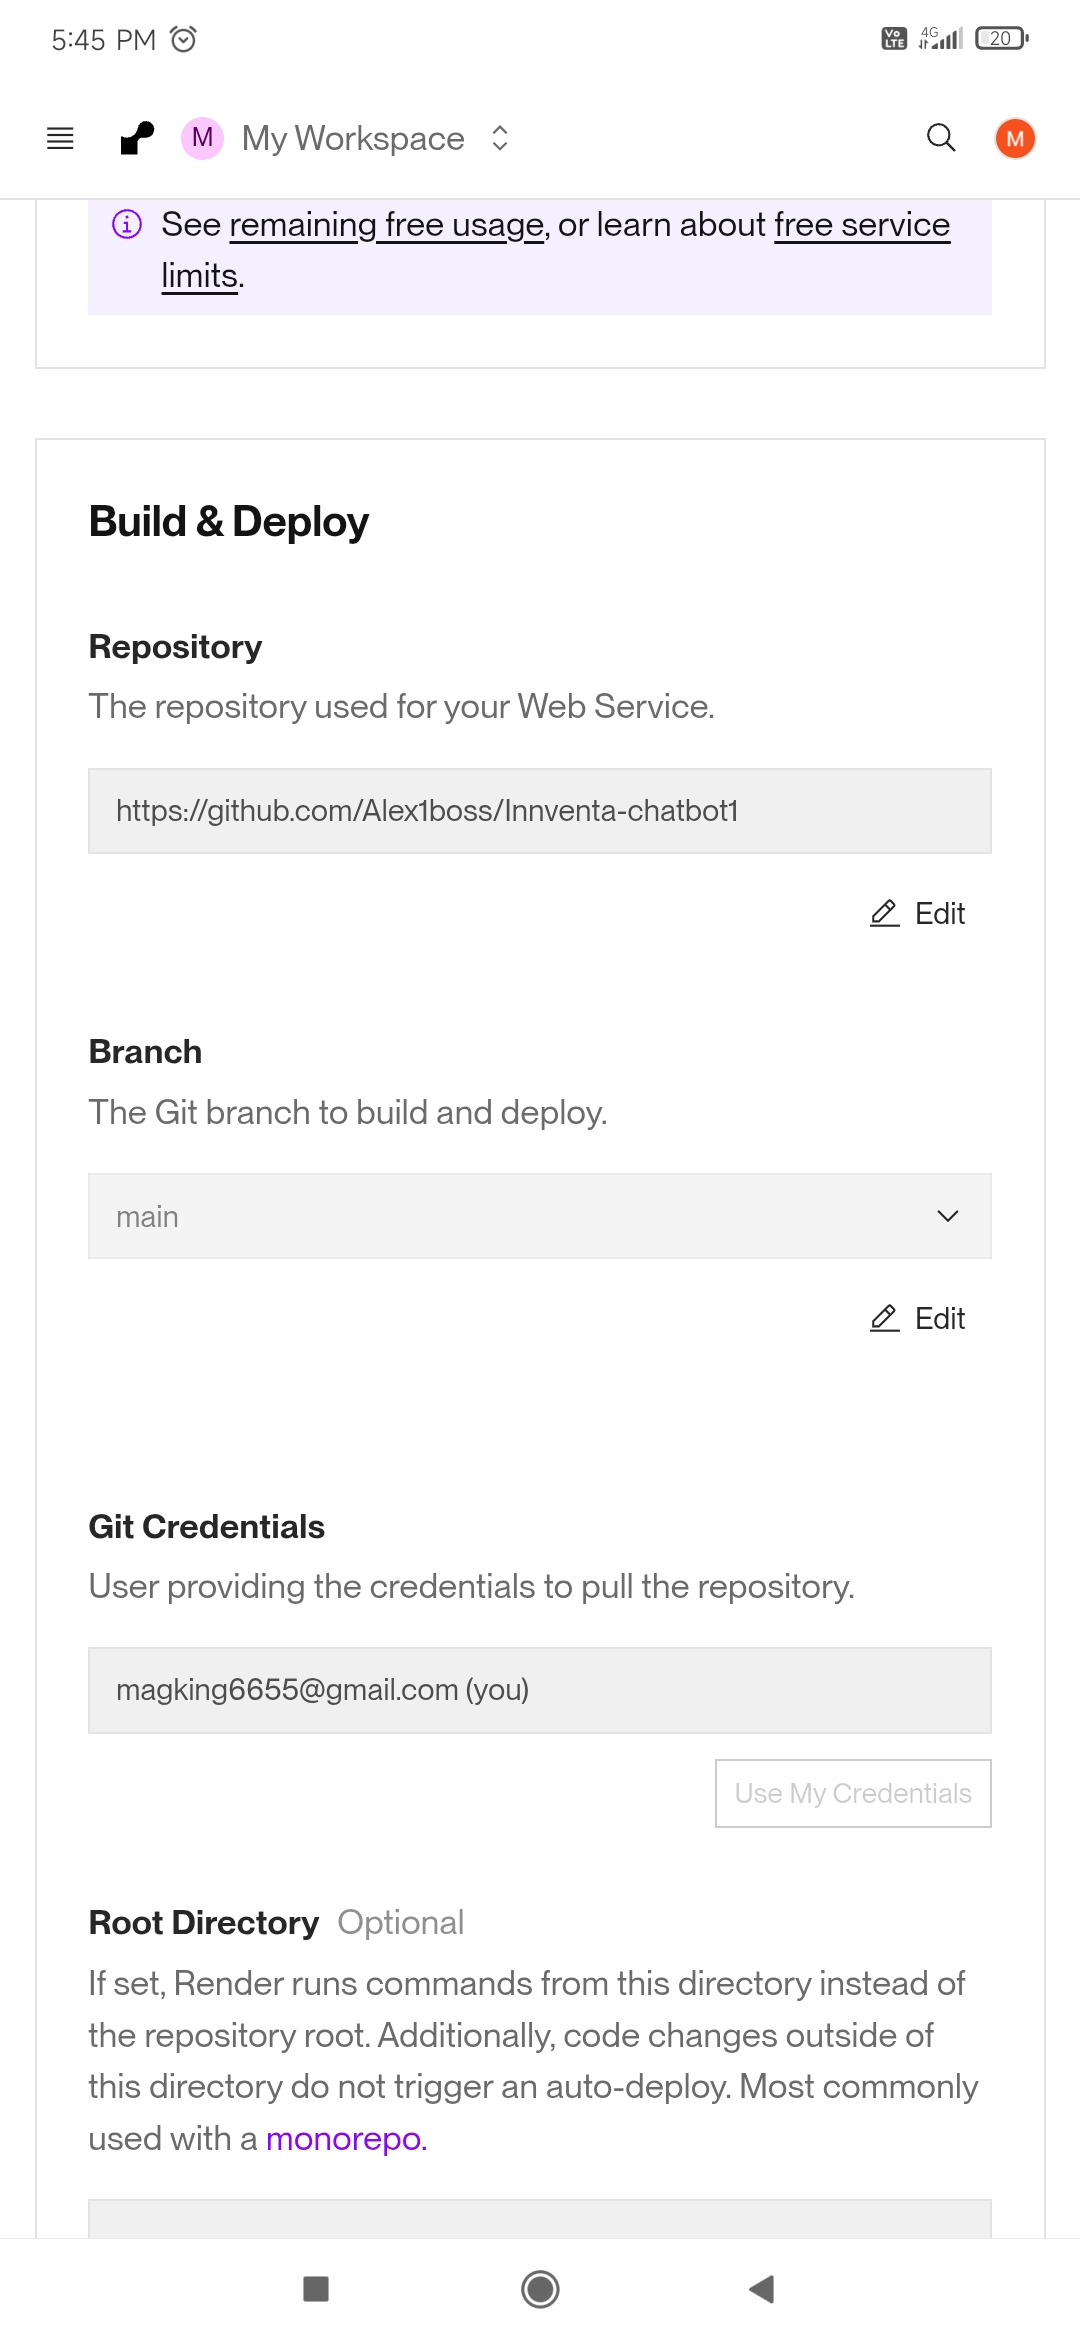 5:45 PM
Vo LTE 4G 20
M My Workspace M
See remaining free usage, or learn about free service
limits.
Build & Deploy
Repository
The repository used for your Web Service.
https://github.com/Alex1boss/Innventa-chatbot1
Edit
Branch
The Git branch to build and deploy.
main
Edit
Git Credentials
User providing the credentials to pull the repository.
magking6655@gmail.com (you)
Use My Credentials
Root Directory Optional
If set, Render runs commands from this directory instead of
the repository root. Additionally, code changes outside of
this directory do not trigger an auto-deploy. Most commonly
used with a monorepo.